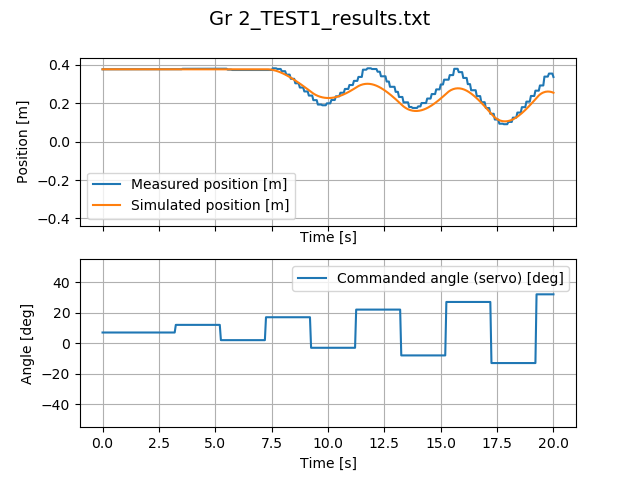 Gr 2_TEST1_results.txt
Position [m]
0.4
0.2
0.0
−0.2
−0.4
Measured position [m]
Simulated position [m]
Time [s]
Angle [deg]
40
20
0
−20
−40
Commanded angle (servo) [deg]
0.0 2.5 5.0 7.5 10.0 12.5 15.0 17.5 20.0
Time [s]